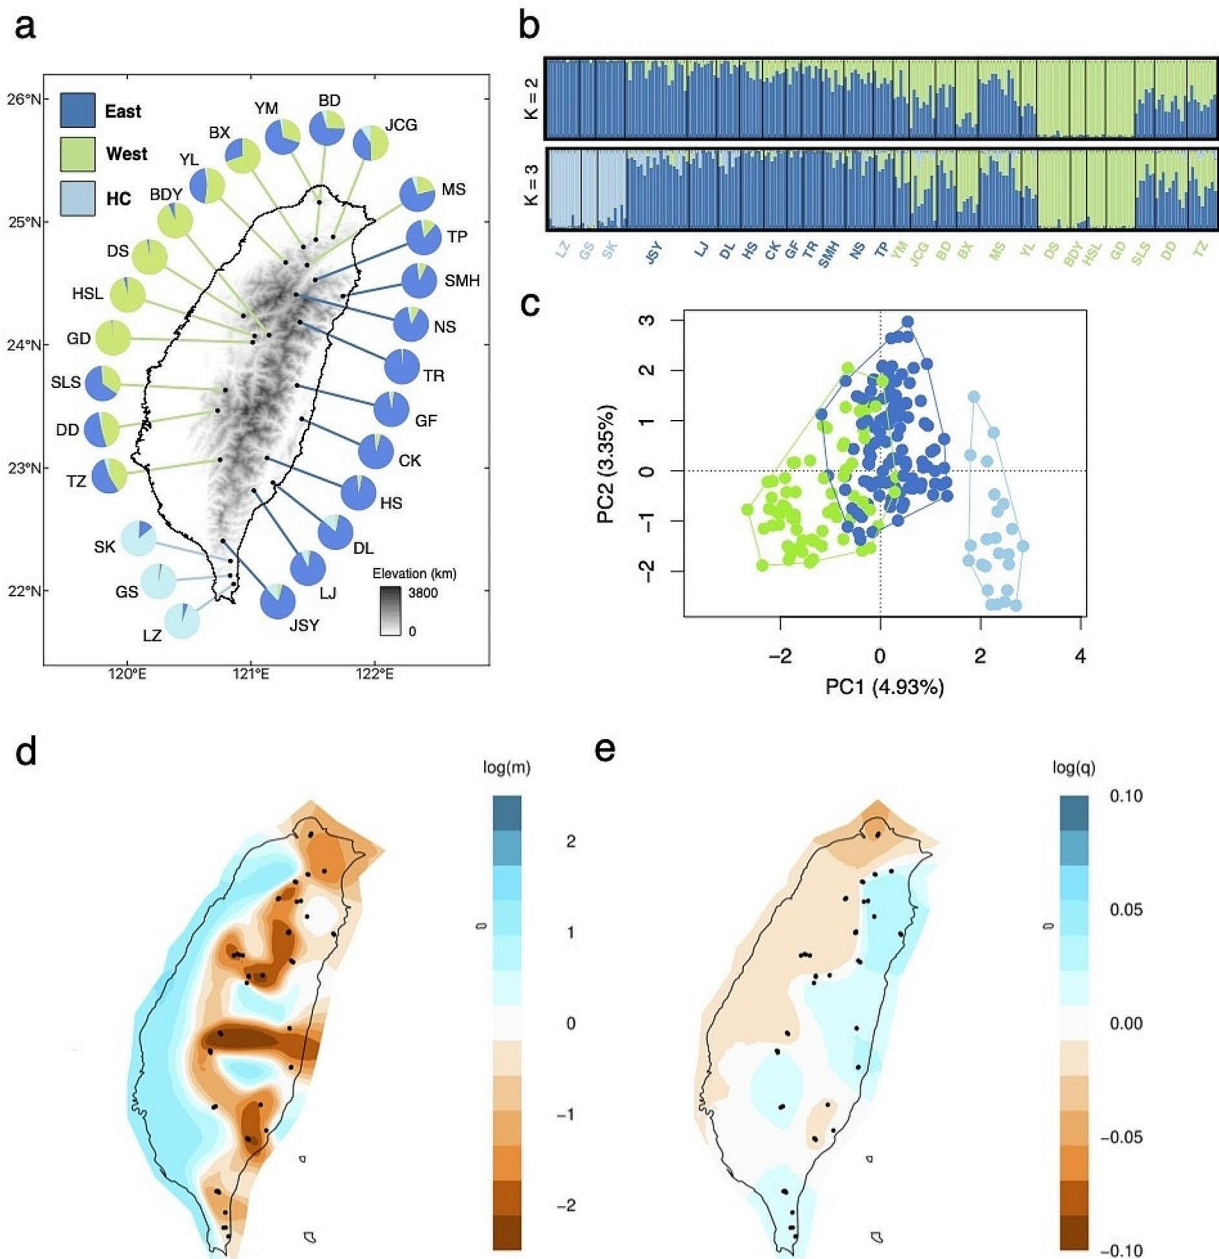 a
26°N
25°N
24°N
23°N
22°N
120°E
121°E
122°E
East
West
HC
YM
BD
JCG
BX
YL
MS
BDY
TP
DS
SMH
HSL
NS
GD
TR
SLS
GF
DD
CK
TZ
HS
SK
DL
GS
LJ
LZ
JSY
Elevation (km)
3800
0
b
K = 2
K = 3
LZ GS SK JSY LJ DL HS CK GF TR SMH NS TP YM JCG BD BX MS YL DS BDY HSL GD SLS DD TZ
c
PC2 (3.35%)
3
2
1
0
−1
−2
−2 0 2 4
PC1 (4.93%)
d
log(m)
2
1
0
−1
−2
e
log(q)
0.10
0.05
0.00
−0.05
−0.10